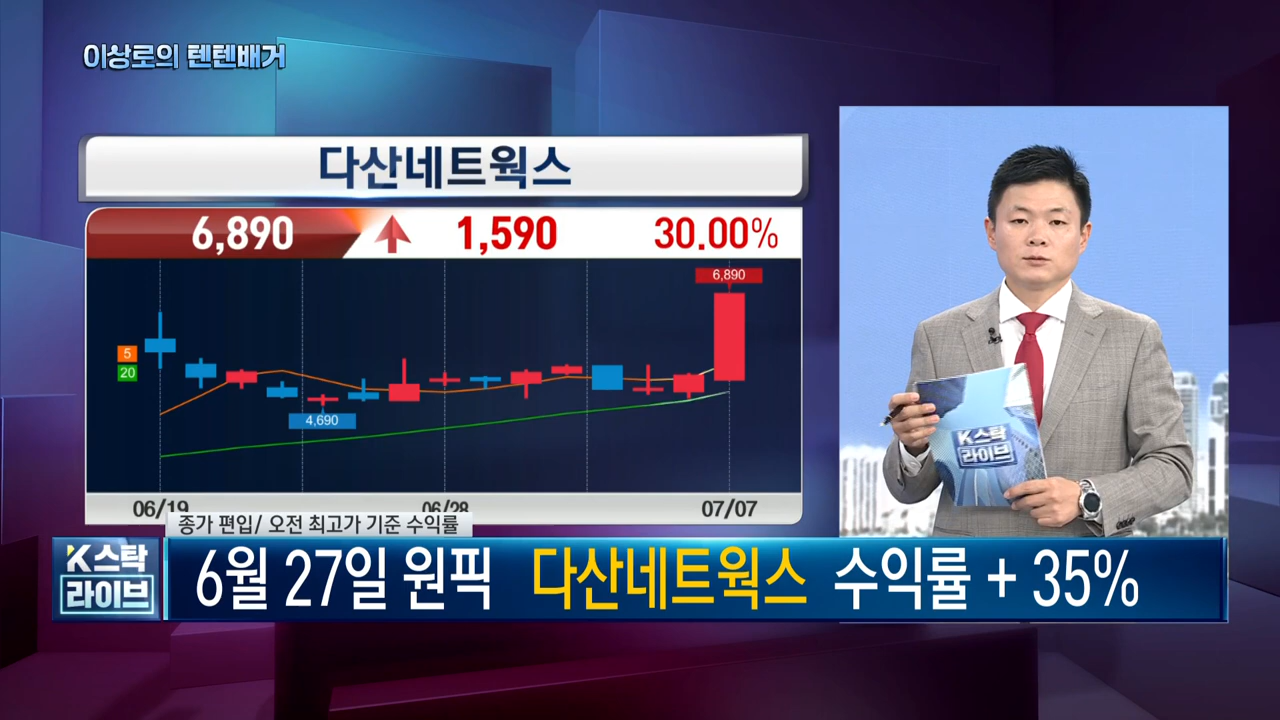 이상로의 텐텐배거
다산네트웍스
6,890 1,590 30.00%
6,890
5
20
4,690
06/19 06/28 07/07
종가 편입/ 오전 최고가 기준 수익률
K스탁
라이브
6월 27일 원픽 다산네트웍스 수익률 + 35%
K스탁
라이브